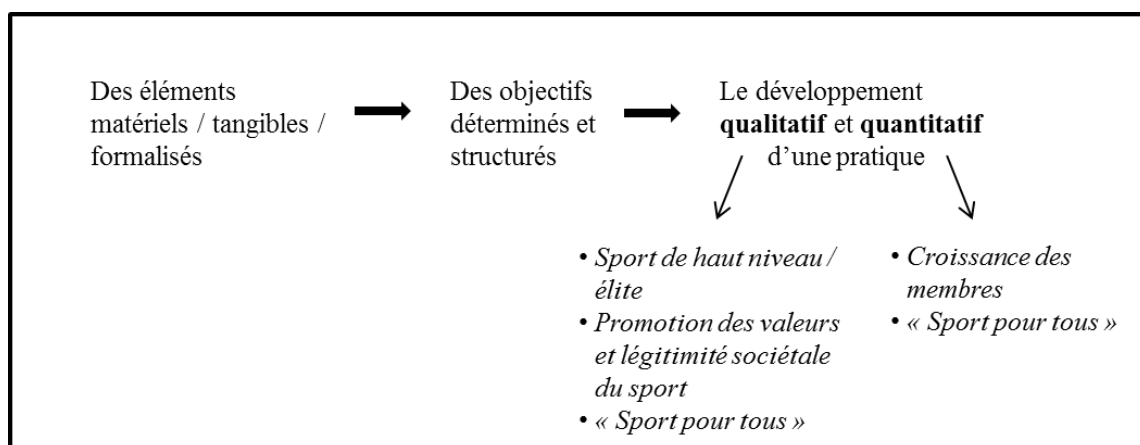 Des éléments
matériels / tangibles /
formalisés
Des objectifs
déterminés et
structurés
Le développement
qualitatif et quantitatif
d’une pratique
• Sport de haut niveau /
élite
• Promotion des valeurs
et légitimité sociétale
du sport
• « Sport pour tous »
• Croissance des
membres
• « Sport pour tous »